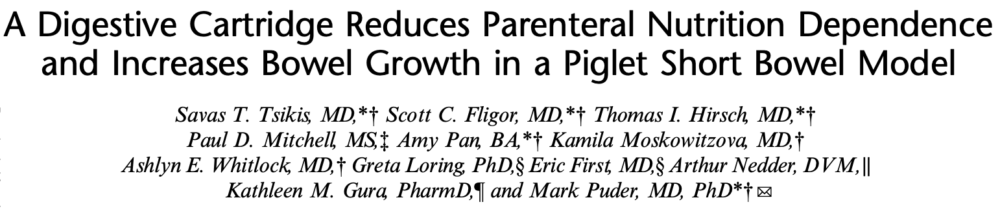 A Digestive Cartridge Reduces Parenteral Nutrition Dependence
and Increases Bowel Growth in a Piglet Short Bowel Model
Savas T. Tsikis, MD,*† Scott C. Fligor, MD,*† Thomas I. Hirsch, MD,*†
Paul D. Mitchell, MS,‡ Amy Pan, BA,*† Kamila Moskowitzova, MD,†
Ashlyn E. Whitlock, MD,† Greta Loring, PhD,§ Eric First, MD,§ Arthur Nedder, DVM,∥
Kathleen M. Gura, PharmD,¶ and Mark Puder, MD, PhD*†✉